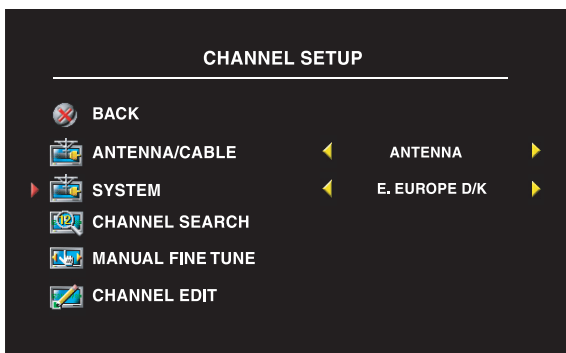 CHANNEL SETUP
BACK
ANTENNA/CABLE ANTENNA
SYSTEM E. EUROPE D/K
CHANNEL SEARCH
MANUAL FINE TUNE
CHANNEL EDIT